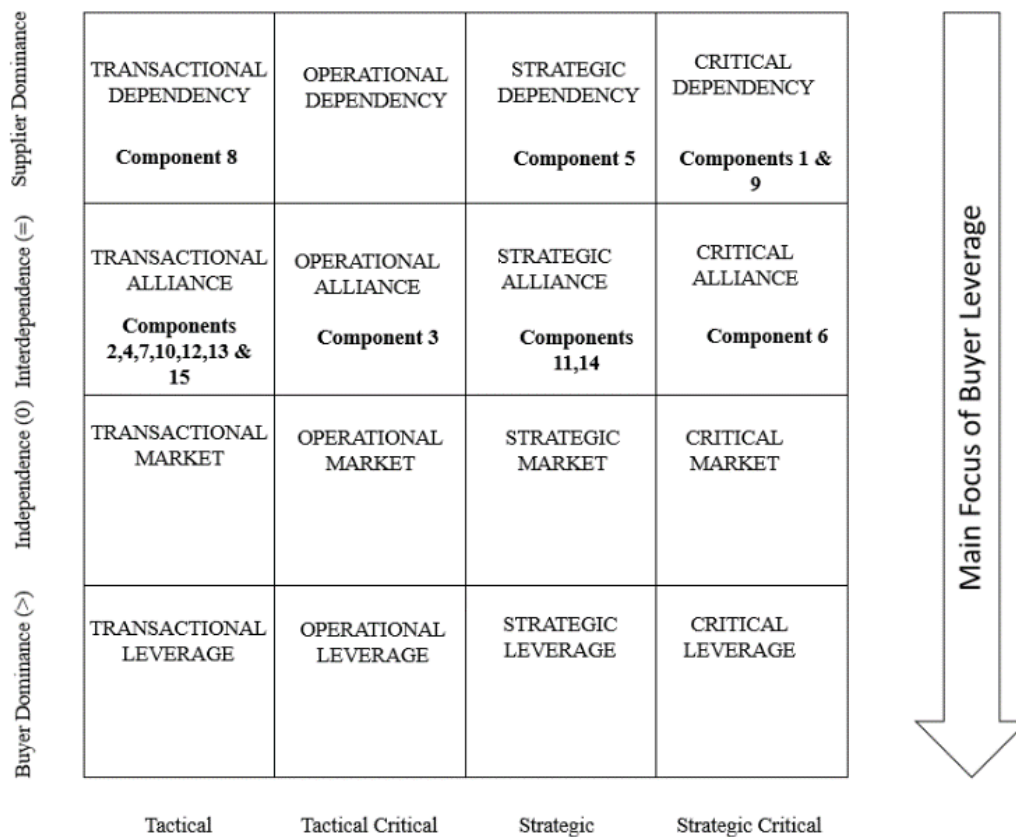 Supplier Dominance
TRANSACTIONAL
DEPENDENCY
Component 8
OPERATIONAL
DEPENDENCY
STRATEGIC
DEPENDENCY
Component 5
CRITICAL
DEPENDENCY
Components 1 &
9
Interdependence (=)
TRANSACTIONAL
ALLIANCE
Components
2,4,7,10,12,13 &
15
OPERATIONAL
ALLIANCE
Component 3
STRATEGIC
ALLIANCE
Components
11,14
CRITICAL
ALLIANCE
Component 6
Independence (0)
TRANSACTIONAL
MARKET
OPERATIONAL
MARKET
STRATEGIC
MARKET
CRITICAL
MARKET
Buyer Dominance (>)
TRANSACTIONAL
LEVERAGE
OPERATIONAL
LEVERAGE
STRATEGIC
LEVERAGE
CRITICAL
LEVERAGE
Tactical
Tactical Critical
Strategic
Strategic Critical
Main Focus of Buyer Leverage